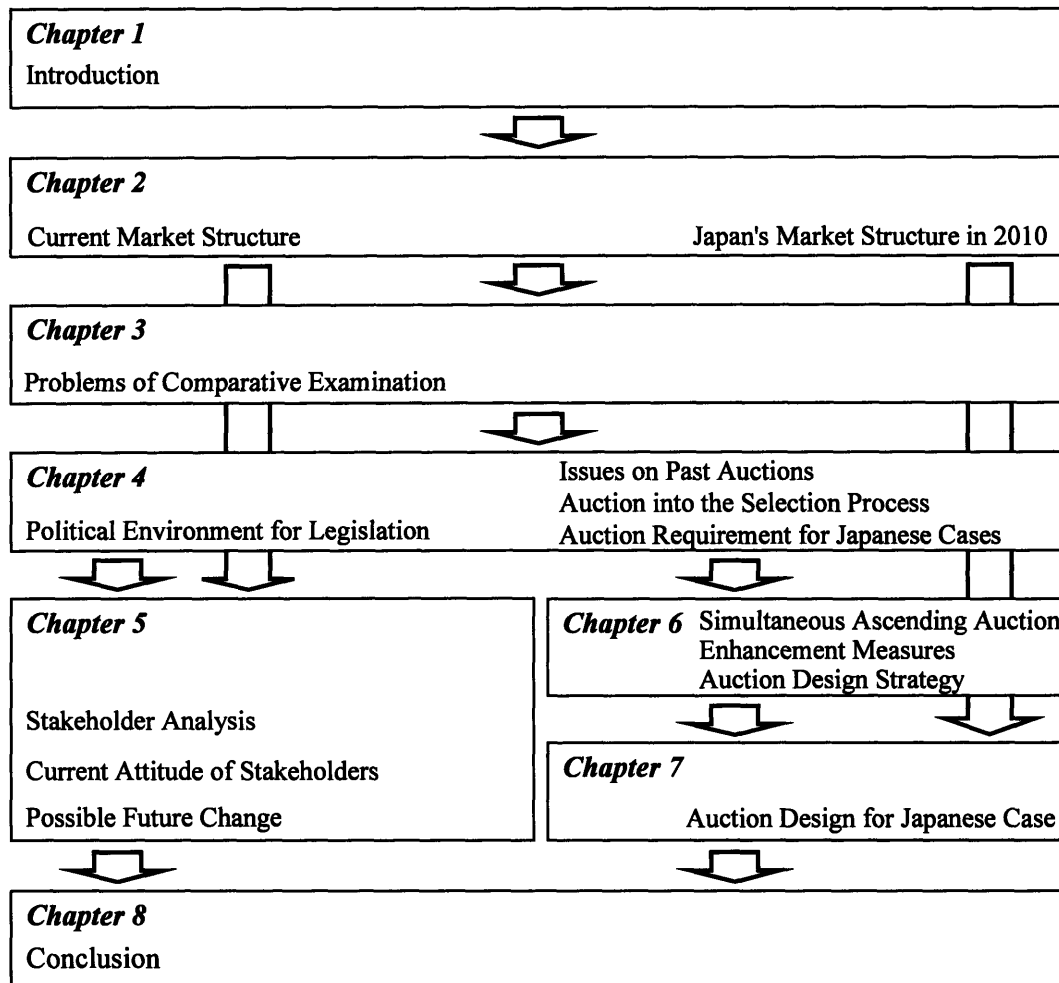 Chapter 1
Introduction
Chapter 2
Current Market Structure
Japan's Market Structure in 2010
Chapter 3
Problems of Comparative Examination
Chapter 4
Political Environment for Legislation
Issues on Past Auctions
Auction into the Selection Process
Auction Requirement for Japanese Cases
Chapter 5
Stakeholder Analysis
Current Attitude of Stakeholders
Possible Future Change
Chapter 6
Simultaneous Ascending Auction
Enhancement Measures
Auction Design Strategy
Chapter 7
Auction Design for Japanese Case
Chapter 8
Conclusion